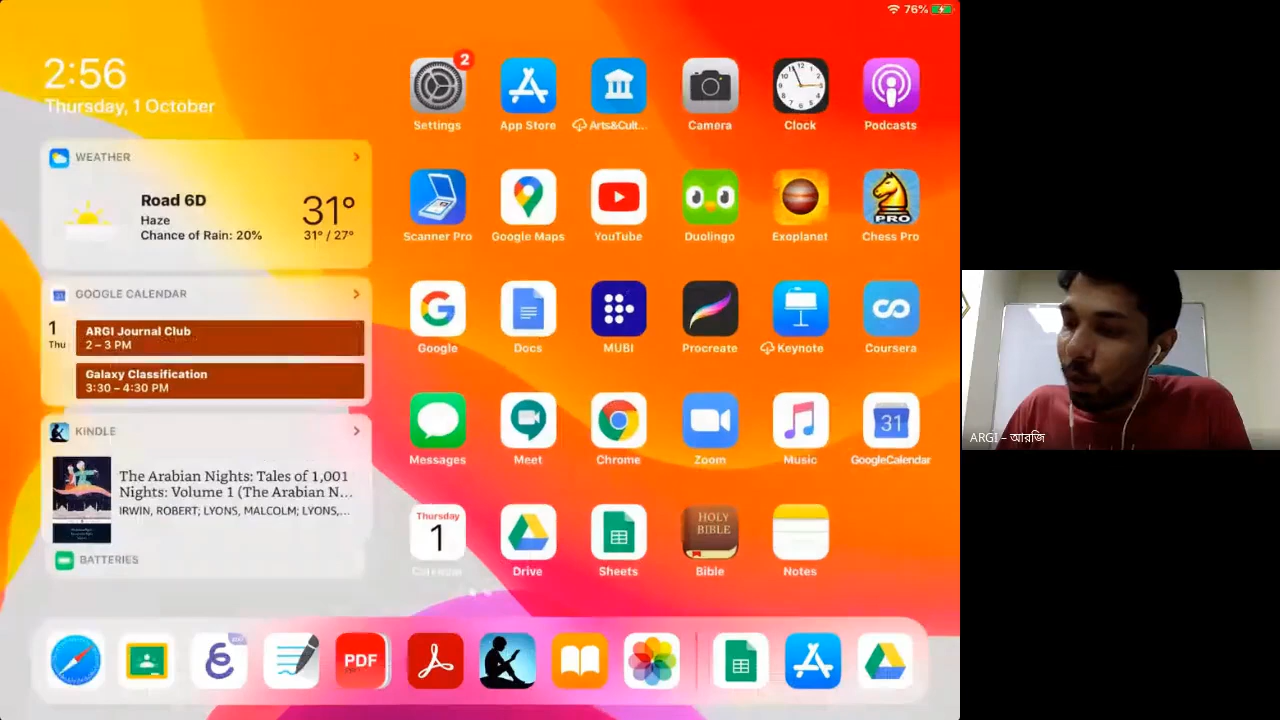 76%
2:56
Thursday, 1 October
WEATHER
Road 6D
Haze
Chance of Rain: 20%
31°
31° / 27°
GOOGLE CALENDAR
1
Thu
ARGI Journal Club
2 – 3 PM
Galaxy Classification
3:30 – 4:30 PM
KINDLE
The Arabian Nights: Tales of 1,001
Nights: Volume 1 (The Arabian N...
IRWIN, ROBERT; LYONS, MALCOLM; LYONS,...
BATTERIES
2
Settings
App Store
Arts&Cult...
Camera
Clock
Podcasts
PRO
Scanner Pro
Google Maps
YouTube
Duolingo
Exoplanet
Chess Pro
Google
Docs
MUBI
Procreate
Keynote
Coursera
31
Messages
Meet
Chrome
Zoom
Music
GoogleCalendar
Thursday
1
HOLY
BIBLE
Calendar
Drive
Sheets
Bible
Notes
PDF
ARGI – আরজি